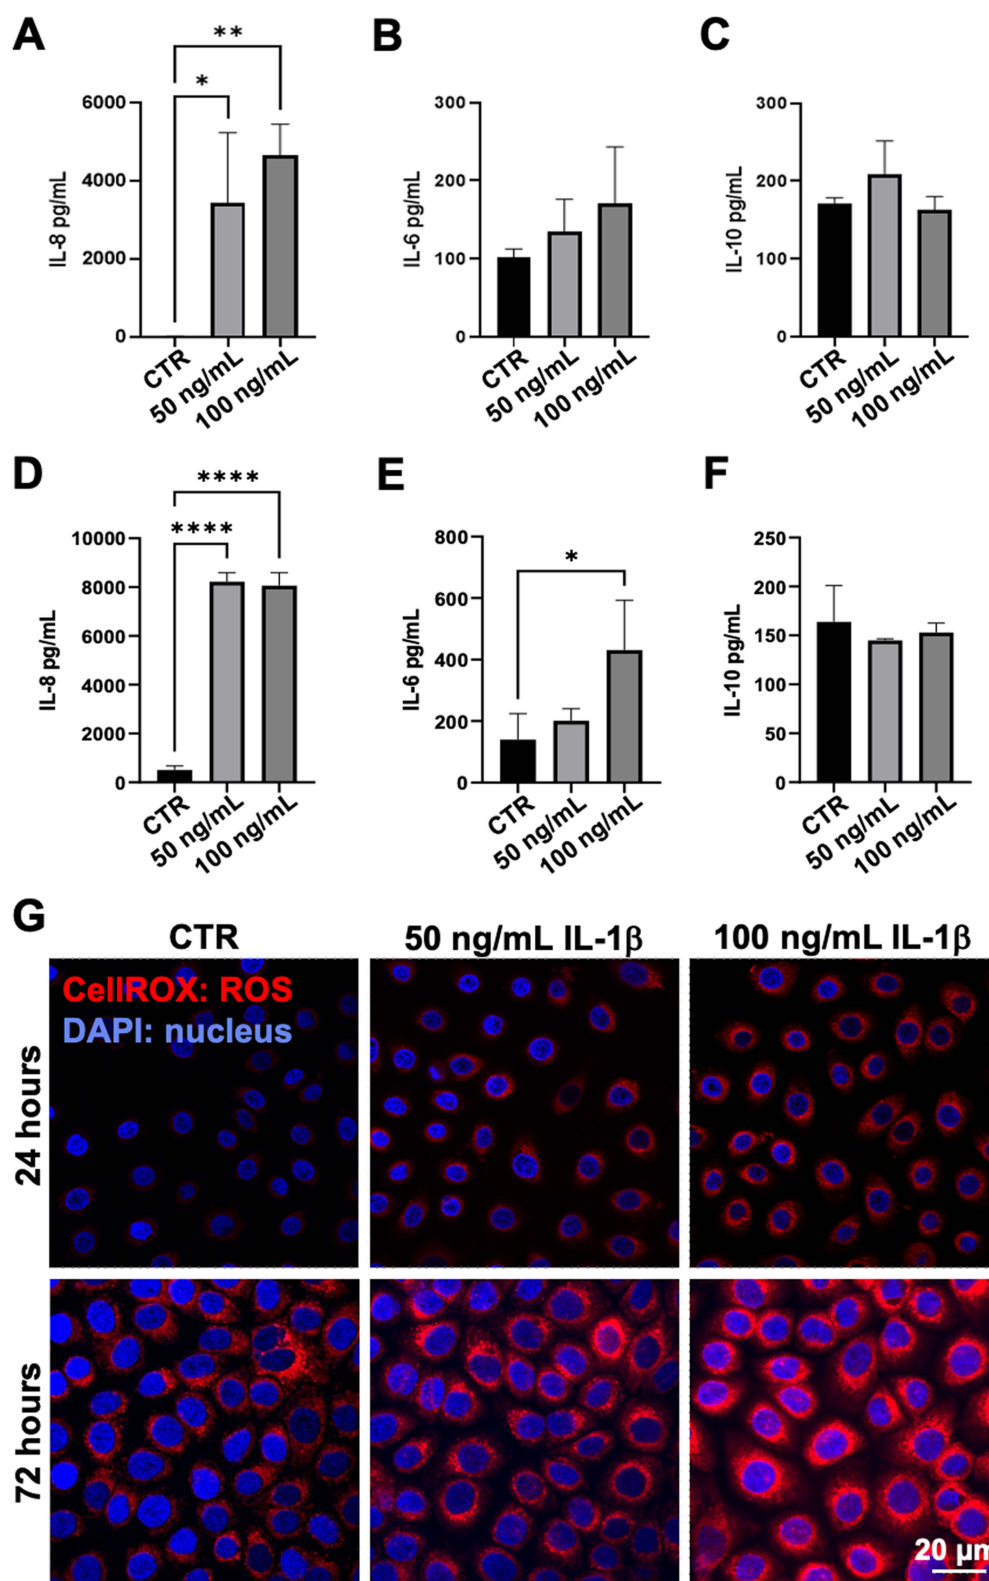 A
B
C
**
*
6000
4000
2000
0
IL-8 pg/mL
CTR
50 ng/mL
100 ng/mL
300
200
100
0
IL-6 pg/mL
CTR
50 ng/mL
100 ng/mL
300
200
100
0
IL-10 pg/mL
CTR
50 ng/mL
100 ng/mL
D
E
F
****
****
10000
8000
6000
4000
2000
0
IL-8 pg/mL
CTR
50 ng/mL
100 ng/mL
*
800
600
400
200
0
IL-6 pg/mL
CTR
50 ng/mL
100 ng/mL
250
200
150
100
50
0
IL-10 pg/mL
CTR
50 ng/mL
100 ng/mL
G
CTR
50 ng/mL IL-1β
100 ng/mL IL-1β
CellROX: ROS
DAPI: nucleus
24 hours
72 hours
20 μm